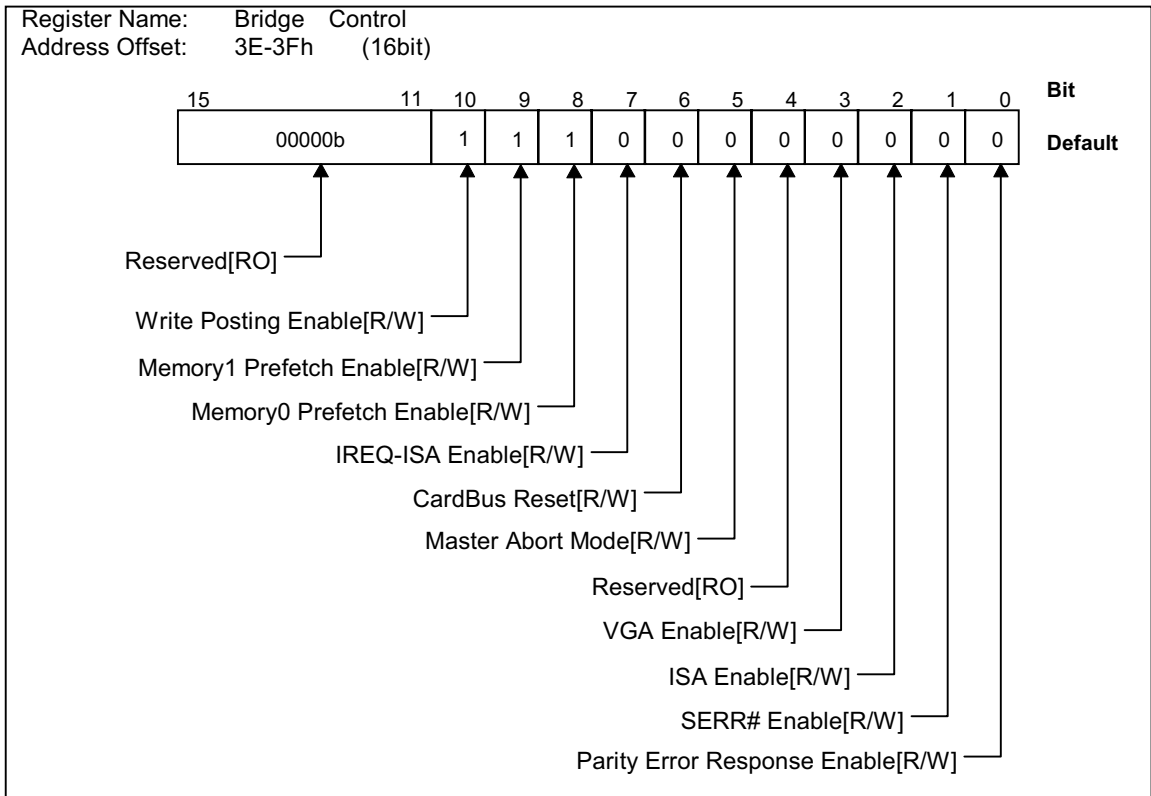 Register Name: Bridge Control
Address Offset: 3E-3Fh (16bit)
15 11 10 9 8 7 6 5 4 3 2 1 0 Bit
00000b 1 1 1 0 0 0 0 0 0 0 0 Default
Reserved[RO]
Write Posting Enable[R/W]
Memory1 Prefetch Enable[R/W]
Memory0 Prefetch Enable[R/W]
IREQ-ISA Enable[R/W]
CardBus Reset[R/W]
Master Abort Mode[R/W]
Reserved[RO]
VGA Enable[R/W]
ISA Enable[R/W]
SERR# Enable[R/W]
Parity Error Response Enable[R/W]